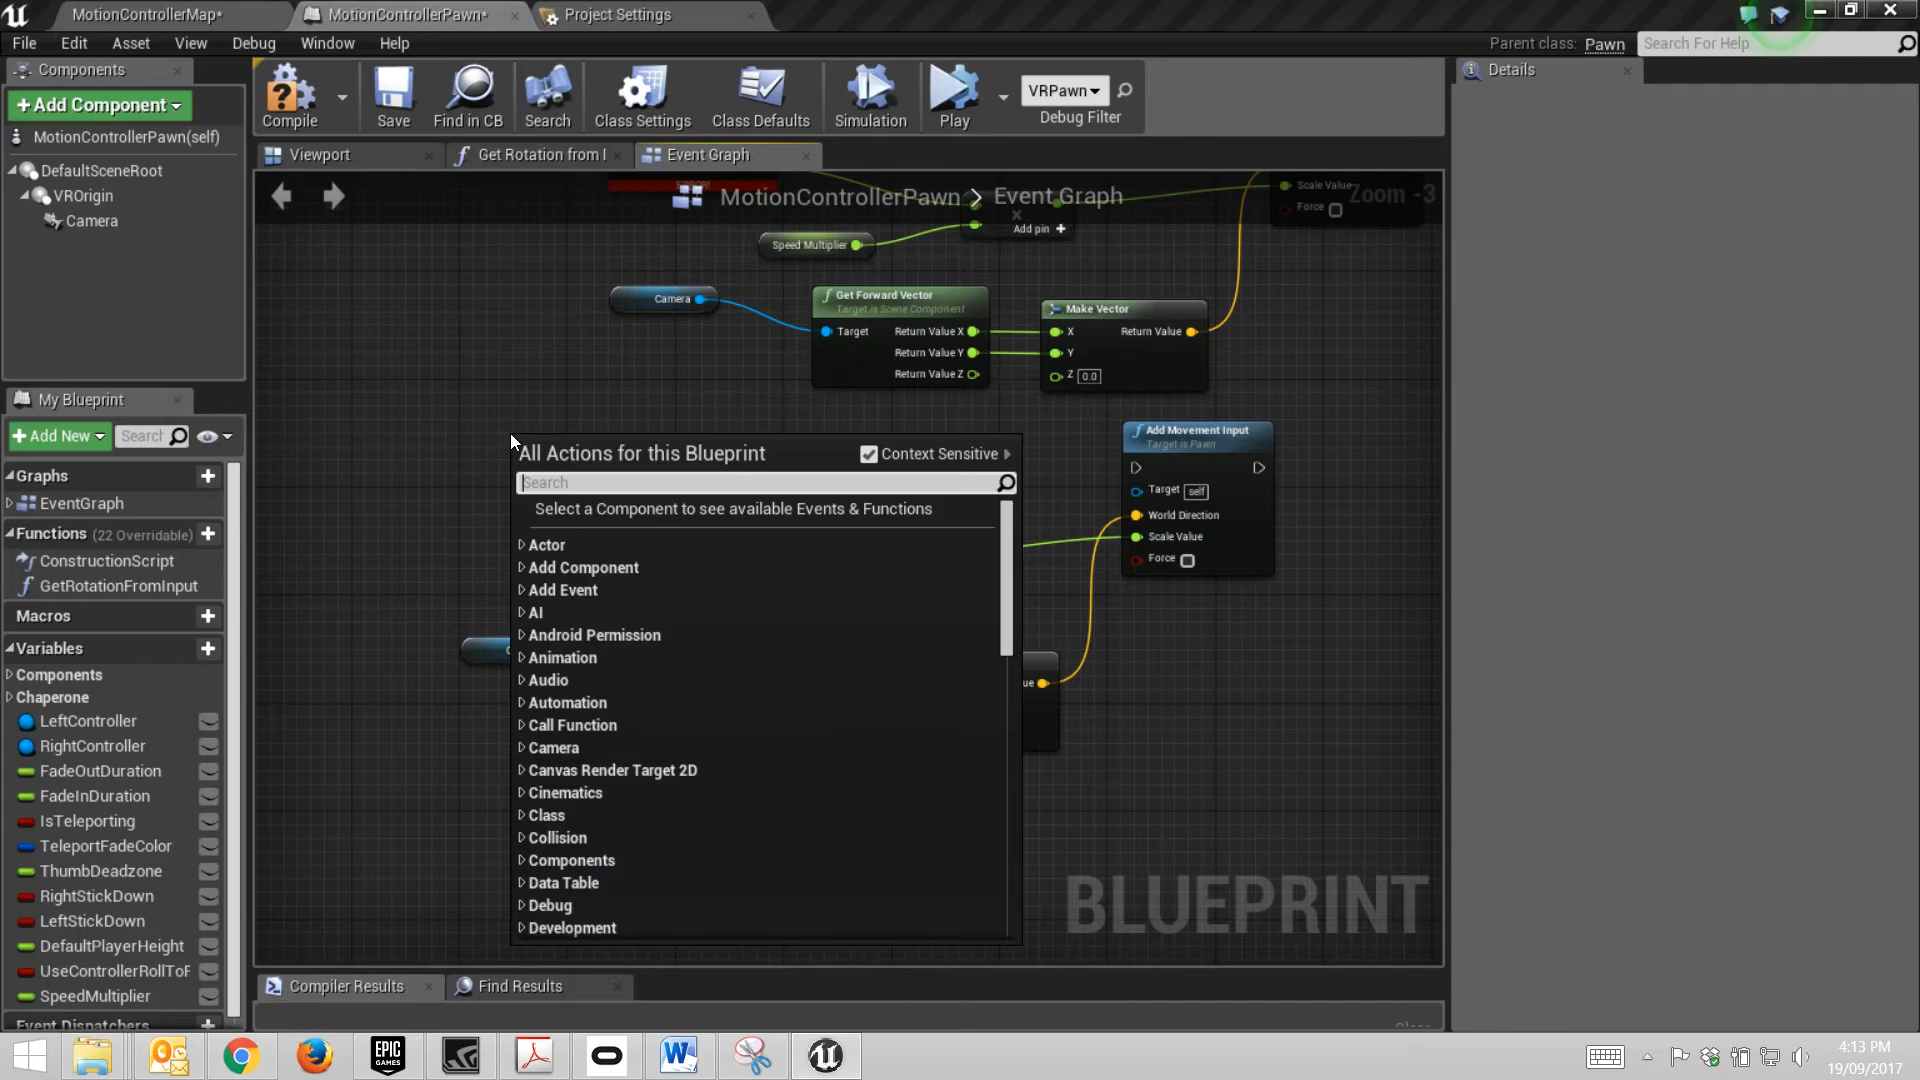 MotionControllerMap*
MotionControllerPawn*
Project Settings
File Edit Asset View Debug Window Help
Parent class: Pawn
Search For Help
Components
Add Component
MotionControllerPawn(self)
DefaultSceneRoot
VROrigin
Camera
My Blueprint
Add New
Search
Graphs
EventGraph
Functions (22 Overridable)
ConstructionScript
GetRotationFromInput
Macros
Variables
Components
Chaperone
LeftController
RightController
FadeOutDuration
FadeInDuration
IsTeleporting
TeleportFadeColor
ThumbDeadzone
RightStickDown
LeftStickDown
DefaultPlayerHeight
UseControllerRollToF
SpeedMultiplier
Event Dispatchers
Compile
Save
Find in CB
Search
Class Settings
Class Defaults
Simulation
Play
VRPawn
Debug Filter
Viewport
Get Rotation from I
Event Graph
MotionControllerPawn > Event Graph
Zoom -3
Scale Value
Force
Add pin +
Speed Multiplier
Camera
Get Forward Vector
Target is Scene Component
Target
Return Value X
Return Value Y
Return Value Z
Make Vector
X
Return Value
Y
Z 0.0
Add Movement Input
Target is Pawn
Target self
World Direction
Scale Value
Force
ue
All Actions for this Blueprint
Context Sensitive
Search
Select a Component to see available Events & Functions
Actor
Add Component
Add Event
AI
Android Permission
Animation
Audio
Automation
Call Function
Camera
Canvas Render Target 2D
Cinematics
Class
Collision
Components
Data Table
Debug
Development
BLUEPRINT
Compiler Results
Find Results
Details
EPIC
GAMES
4:13 PM
19/09/2017